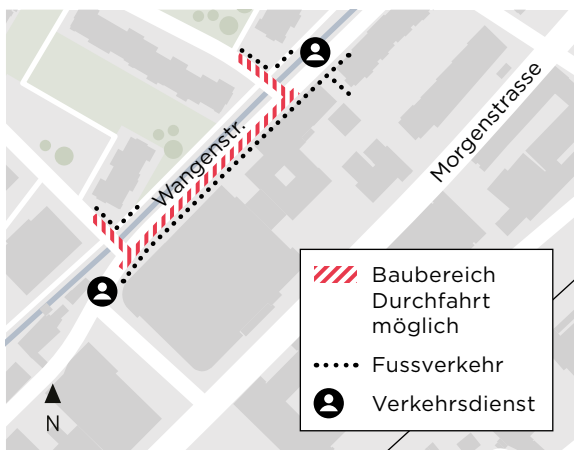 Wangenstr.
Morgenstrasse
Baubereich
Durchfahrt
möglich
Fussverkehr
Verkehrsdienst
N